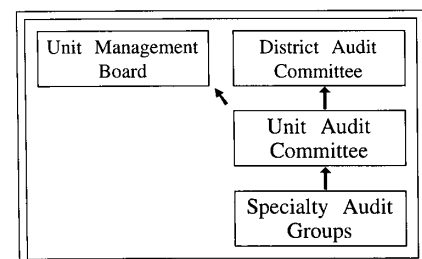 Unit Management
Board
District Audit
Committee
Unit Audit
Committee
Specialty Audit
Groups